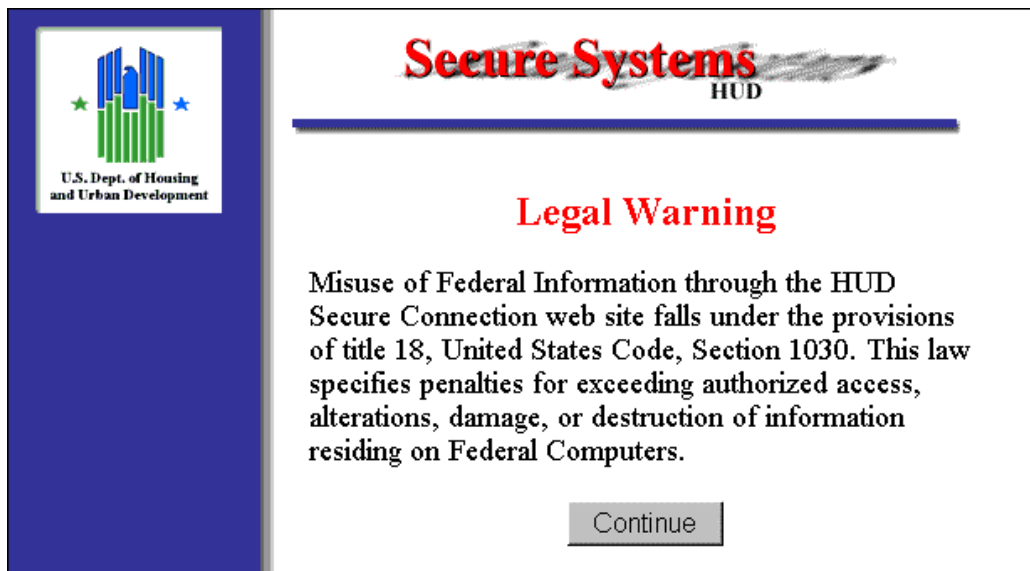 U.S. Dept. of Housing
and Urban Development
Secure Systems
HUD
Legal Warning
Misuse of Federal Information through the HUD
Secure Connection web site falls under the provisions
of title 18, United States Code, Section 1030. This law
specifies penalties for exceeding authorized access,
alterations, damage, or destruction of information
residing on Federal Computers.
Continue